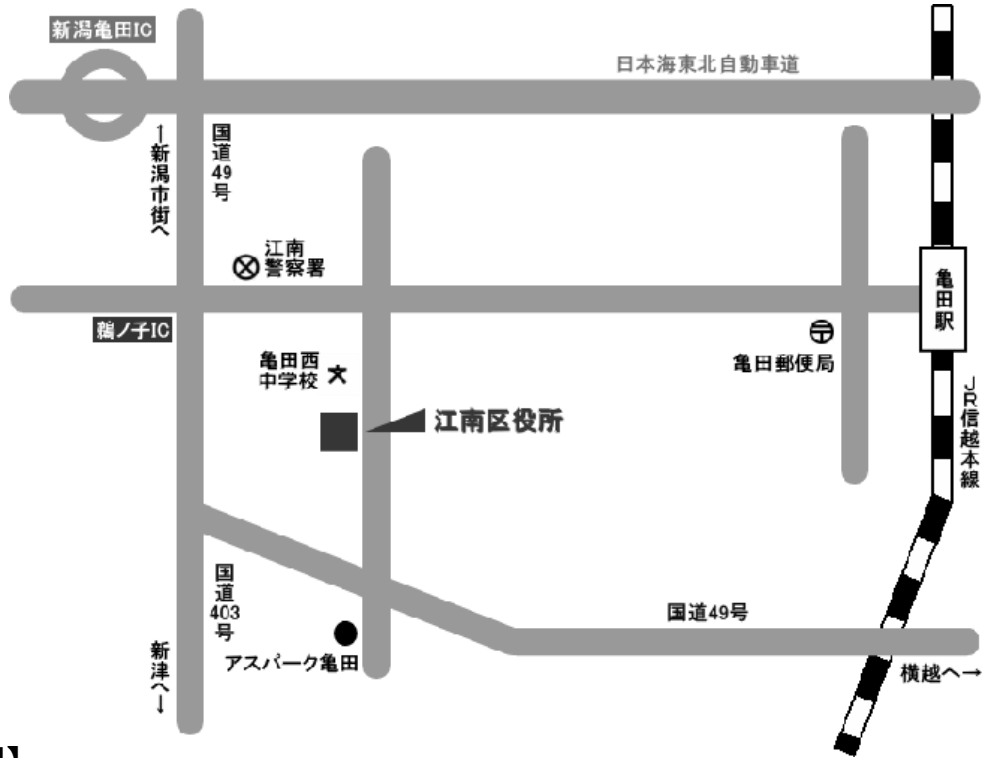 新潟亀田IC
日本海東北自動車道
↑新潟市街へ
国道49号
江南
警察署
鵜ノ子IC
亀田駅
亀田西
中学校
亀田郵便局
江南区役所
JR信越本線
国道403号
国道49号
アスパーク亀田
新津へ↓
横越へ→